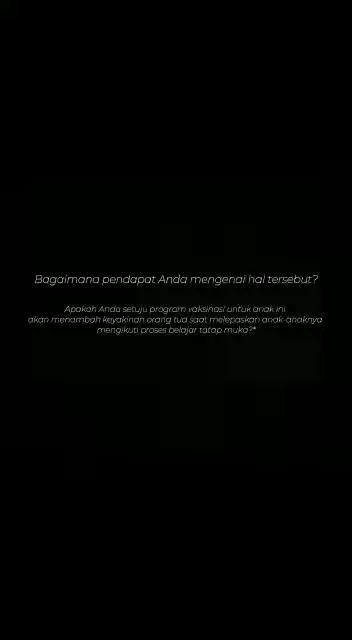 Bagaimana pendapat Anda mengenai hal tersebut?
Apakah Anda setuju program vaksinasi untuk anak ini
akan menambah keyakinan orang tua saat melepaskan anak-anaknya
mengikuti proses belajar tatap muka?*